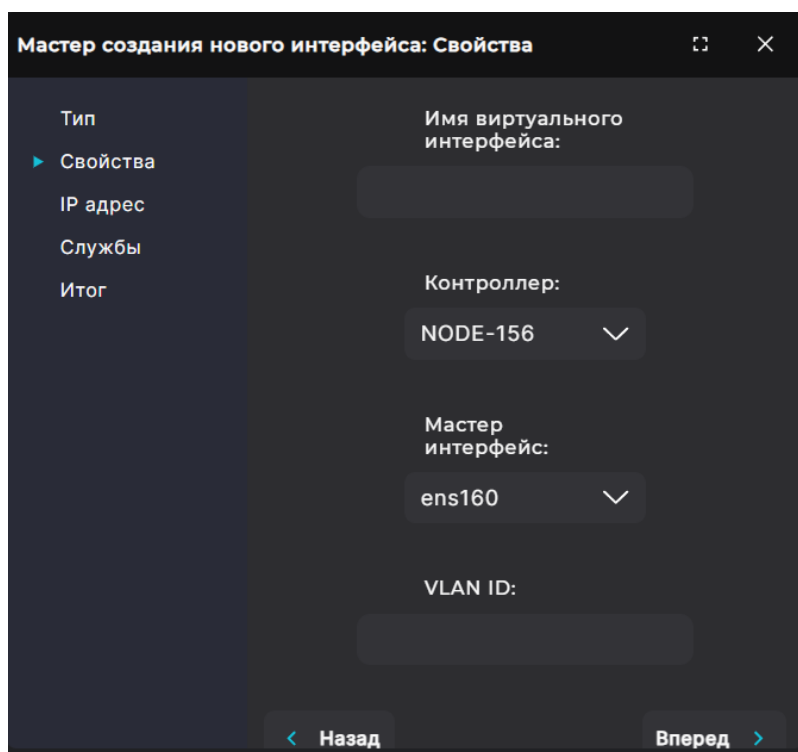 Мастер создания нового интерфейса: Свойства
Тип
Свойства
IP адрес
Службы
Итог
Имя виртуального
интерфейса:
Контроллер:
NODE-156
Мастер
интерфейс:
ens160
VLAN ID:
Назад
Вперед